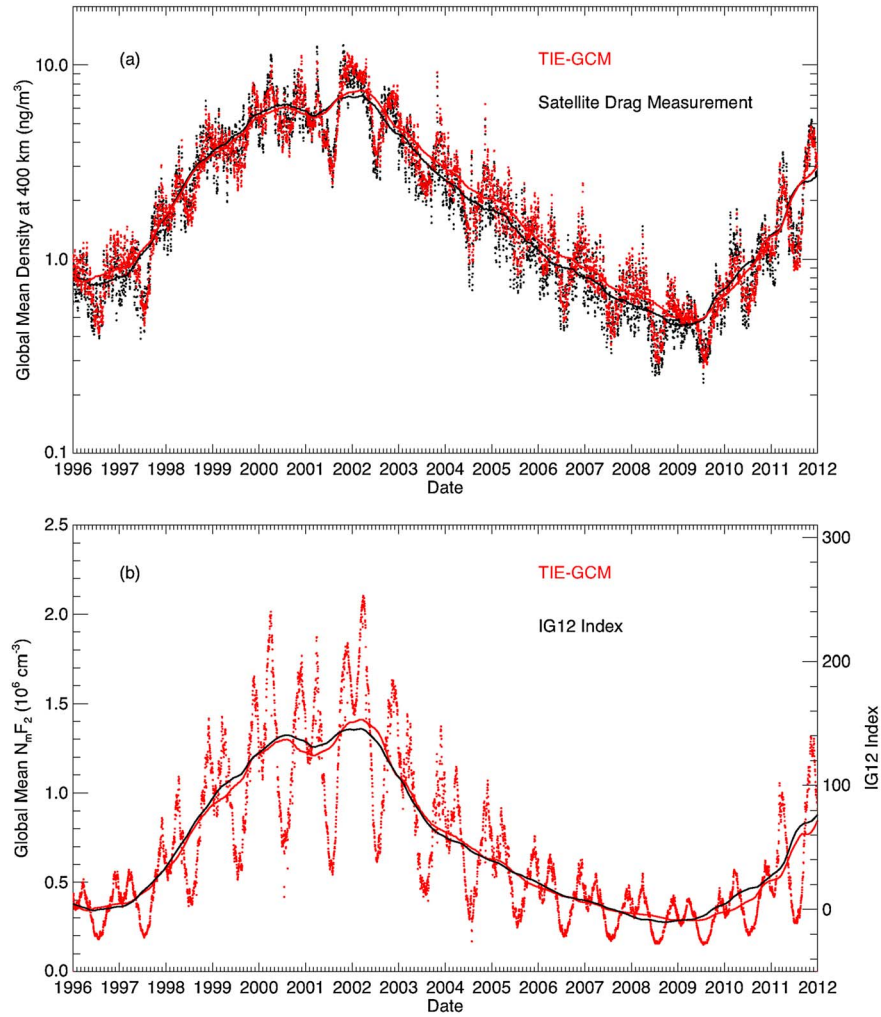 (a)
TIE-GCM
Satellite Drag Measurement
Global Mean Density at 400 km (ng/m³)
10.0
1.0
0.1
1996 1997 1998 1999 2000 2001 2002 2003 2004 2005 2006 2007 2008 2009 2010 2011 2012
Date
(b)
TIE-GCM
IG12 Index
Global Mean NₘF₂ (10⁶ cm⁻³)
2.5
2.0
1.5
1.0
0.5
0.0
300
200
100
0
IG12 Index
1996 1997 1998 1999 2000 2001 2002 2003 2004 2005 2006 2007 2008 2009 2010 2011 2012
Date